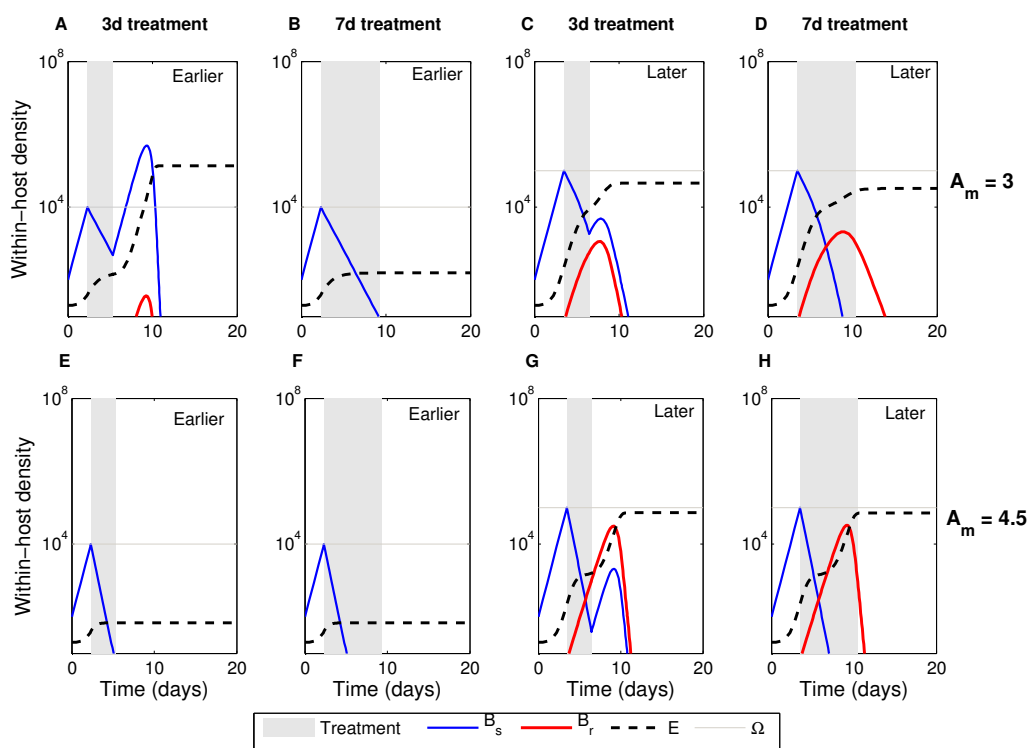 A 3d treatment B 7d treatment C 3d treatment D 7d treatment
10^8 Earlier 10^8 Earlier 10^8 Later 10^8 Later
Within−host density
10^4 10^4 10^4 10^4 A_m = 3
0 10 20 0 10 20 0 10 20 0 10 20
E F G H
10^8 Earlier 10^8 Earlier 10^8 Later 10^8 Later
Within−host density
10^4 10^4 10^4 10^4 A_m = 4.5
0 10 20 0 10 20 0 10 20 0 10 20
Time (days) Time (days) Time (days) Time (days)
Treatment B_s B_r E Ω